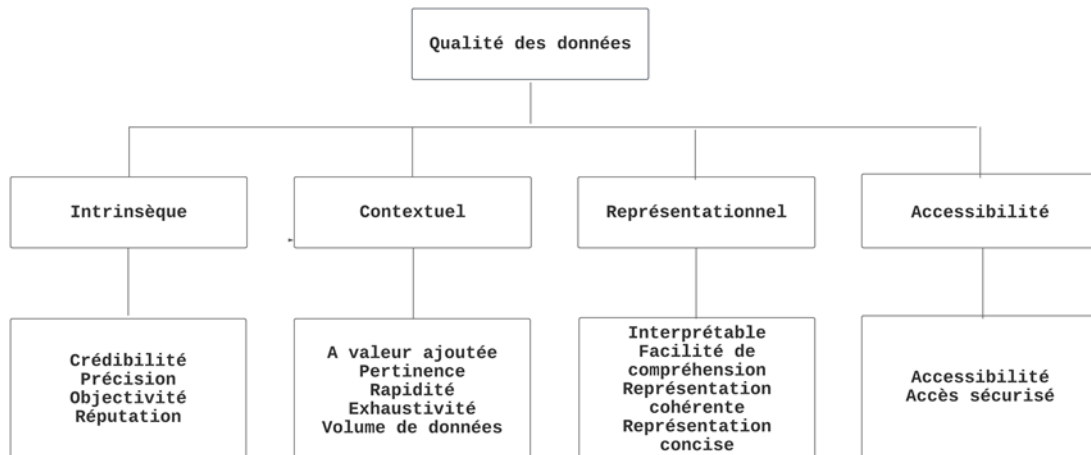 Qualité des données
Intrinsèque
Contextuel
Représentationnel
Accessibilité
Crédibilité
Précision
Objectivité
Réputation
A valeur ajoutée
Pertinence
Rapidité
Exhaustivité
Volume de données
Interprétable
Facilité de
compréhension
Représentation
cohérente
Représentation
concise
Accessibilité
Accès sécurisé